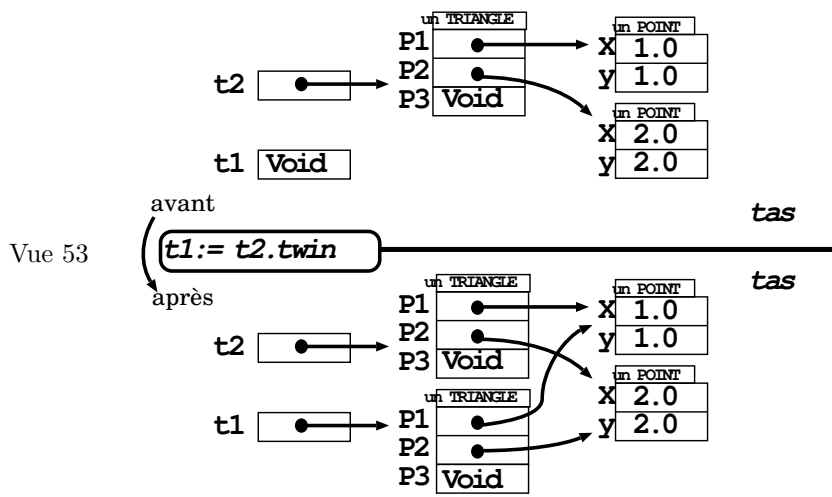 un TRIANGLE
P1
P2
P3 Void
un POINT
x 1.0
y 1.0
un POINT
x 2.0
y 2.0
t2
t1 Void
avant
tas
Vue 53
t1:= t2.twin
tas
après
un TRIANGLE
P1
P2
P3 Void
un POINT
x 1.0
y 1.0
t2
un POINT
x 2.0
y 2.0
un TRIANGLE
t1
P1
P2
P3 Void